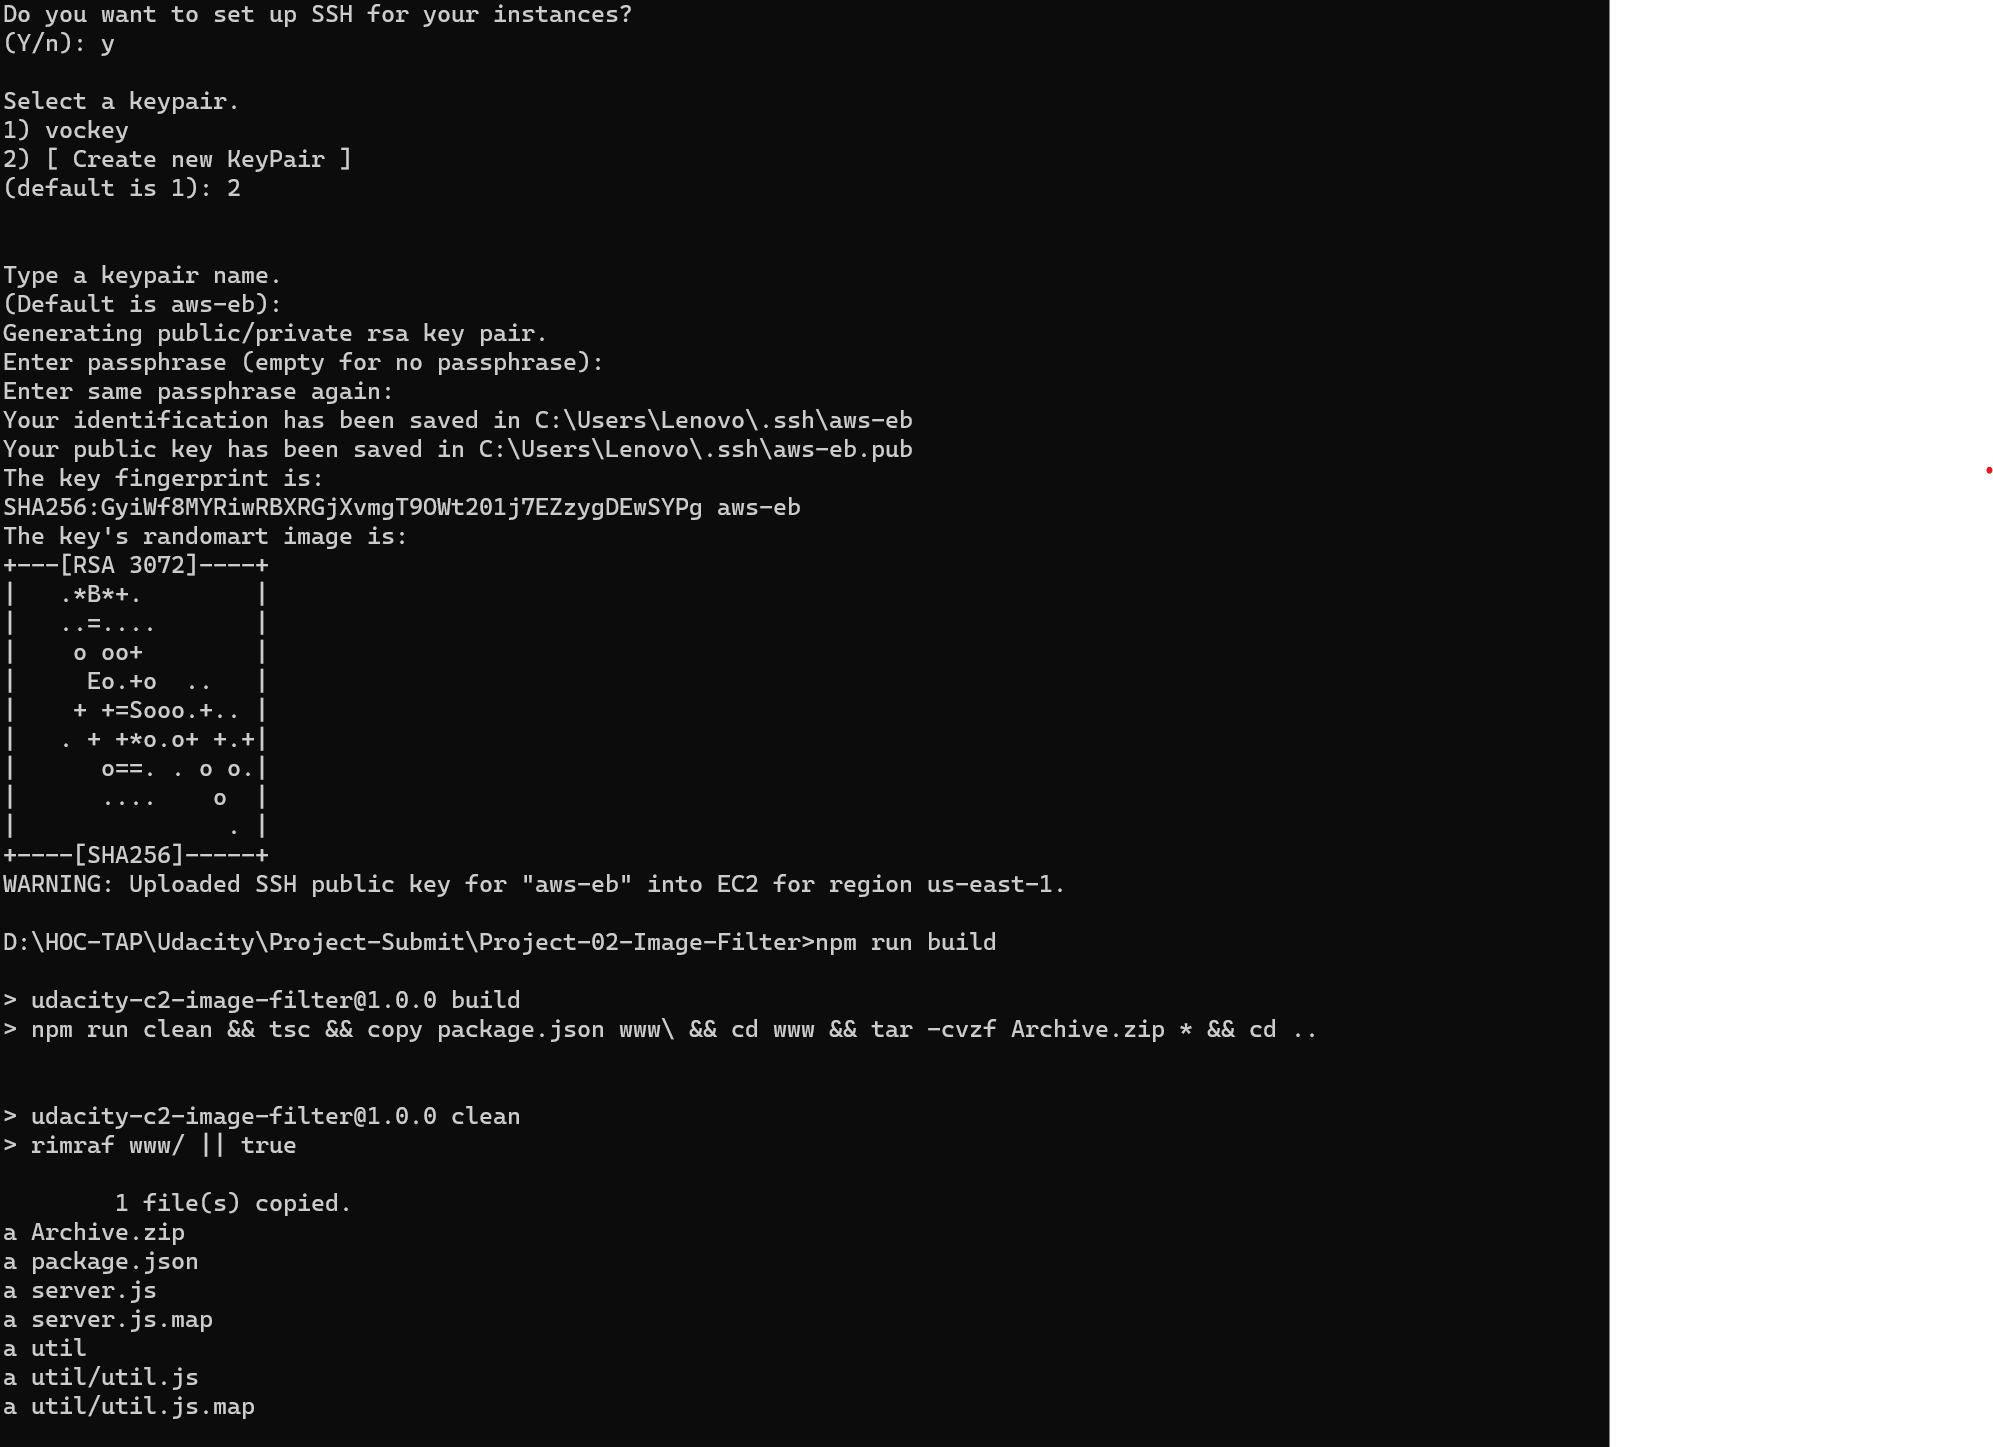 Do you want to set up SSH for your instances?
(Y/n): y
Select a keypair.
1) vockey
2) [ Create new KeyPair ]
(default is 1): 2
Type a keypair name.
(Default is aws-eb):
Generating public/private rsa key pair.
Enter passphrase (empty for no passphrase):
Enter same passphrase again:
Your identification has been saved in C:\Users\Lenovo\.ssh\aws-eb
Your public key has been saved in C:\Users\Lenovo\.ssh\aws-eb.pub
The key fingerprint is:
SHA256:GyiWf8MYRiwRBXRGjXvmgT9OWt201j7EZzygDEwSYPg aws-eb
The key's randomart image is:
+---[RSA 3072]----+
|   .*B*+.        |
|   ..=....       |
|    o oo+        |
|     Eo.+o  ..   |
|    + +=Sooo.+.. |
|   . + +*o.o+ +.+|
|      o==. . o o.|
|      ....    o  |
|               . |
+----[SHA256]-----+
WARNING: Uploaded SSH public key for "aws-eb" into EC2 for region us-east-1.
D:\HOC-TAP\Udacity\Project-Submit\Project-02-Image-Filter>npm run build
> udacity-c2-image-filter@1.0.0 build
> npm run clean && tsc && copy package.json www\ && cd www && tar -cvzf Archive.zip * && cd ..
> udacity-c2-image-filter@1.0.0 clean
> rimraf www/ || true
        1 file(s) copied.
a Archive.zip
a package.json
a server.js
a server.js.map
a util
a util/util.js
a util/util.js.map